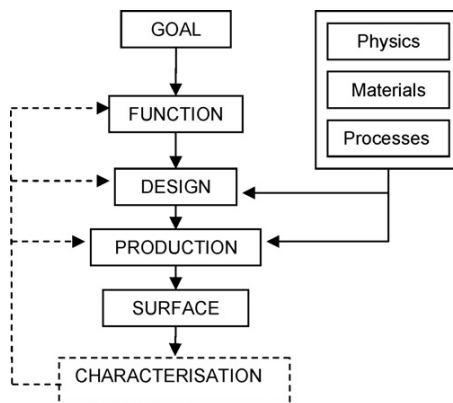 GOAL
FUNCTION
DESIGN
PRODUCTION
SURFACE
CHARACTERISATION
Physics
Materials
Processes